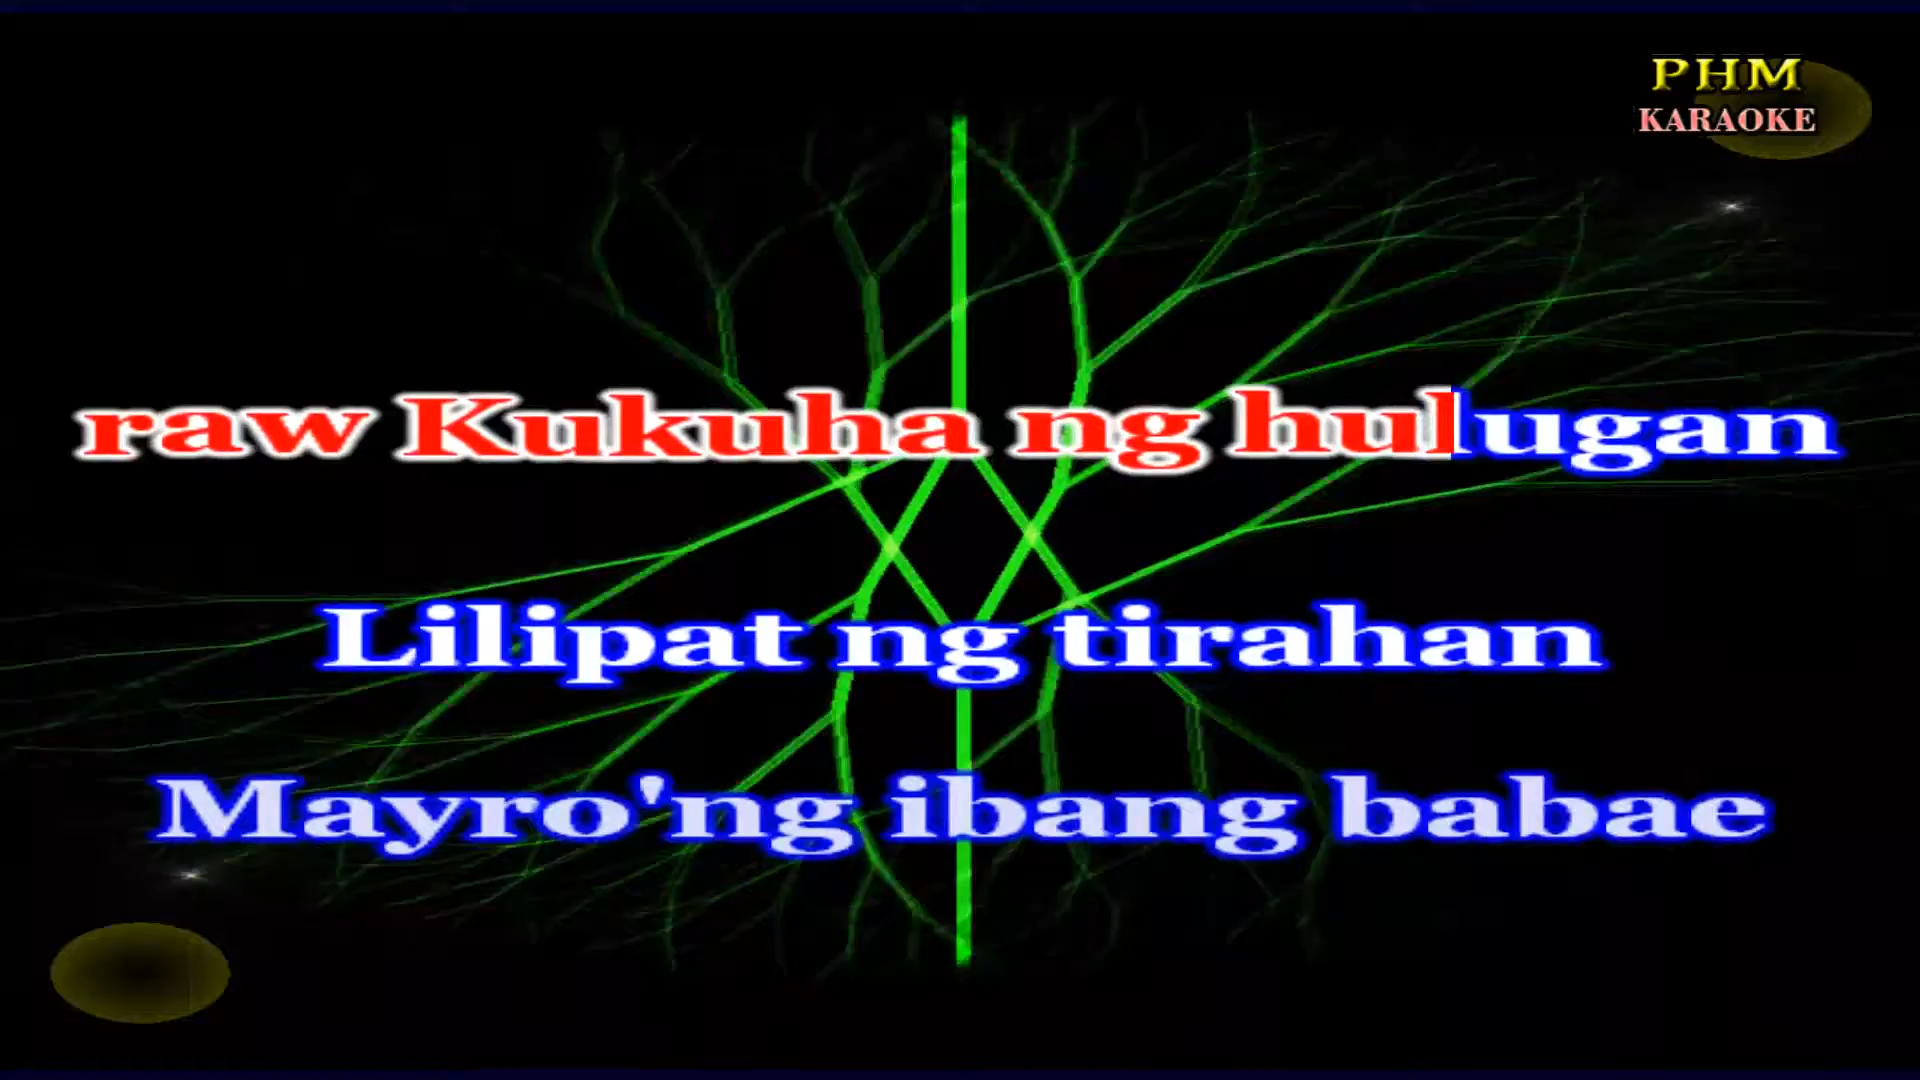 PHM
KARAOKE
raw Kukuha ng hulugan
Lilipat ng tirahan
Mayro'ng ibang babae